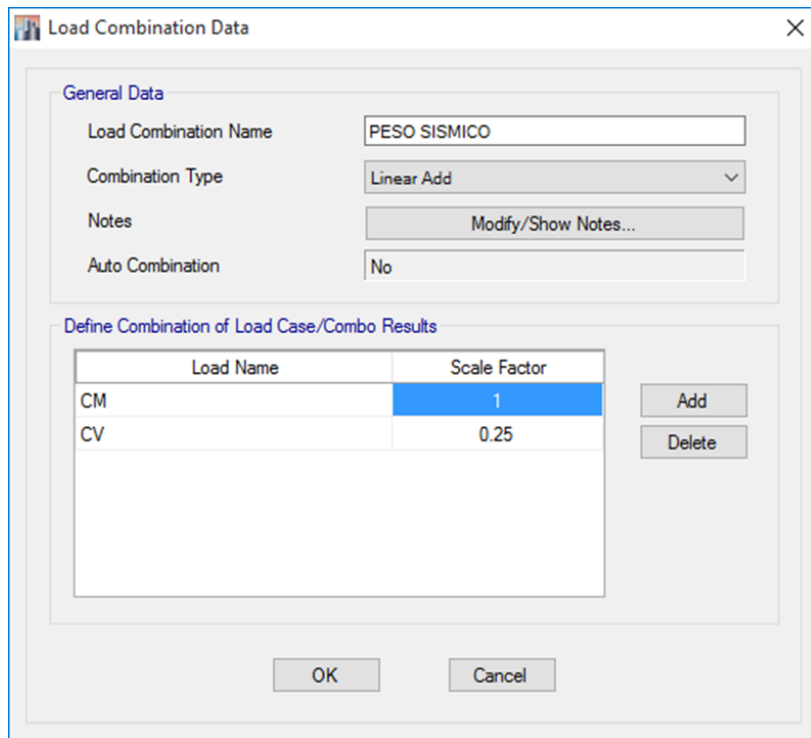 Load Combination Data
General Data
Load Combination Name PESO SISMICO
Combination Type Linear Add
Notes Modify/Show Notes...
Auto Combination No
Define Combination of Load Case/Combo Results
Load Name Scale Factor
CM 1 Add
CV 0.25 Delete
OK Cancel